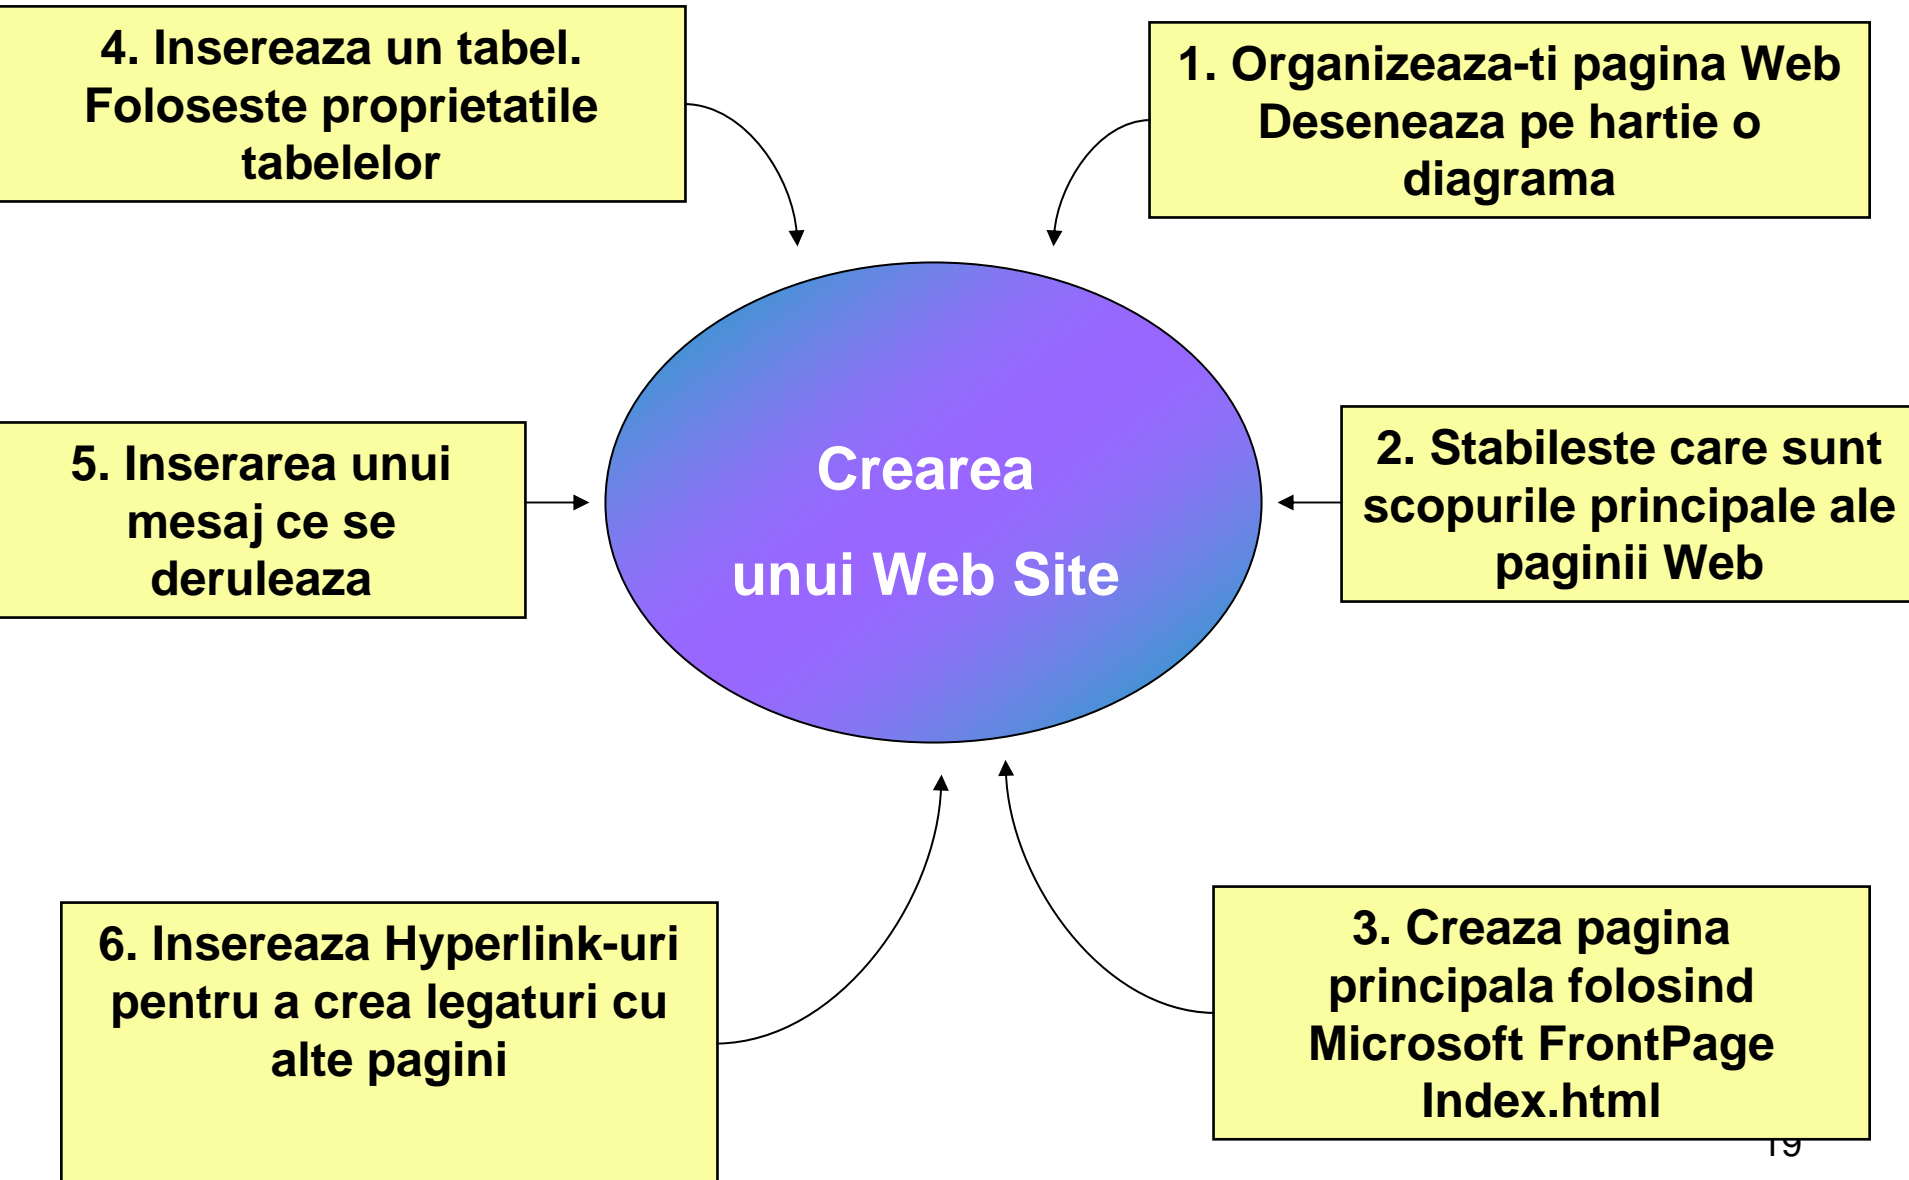 4. Insereaza un tabel.
Foloseste proprietatile
tabelelor
1. Organizeaza-ti pagina Web
Deseneaza pe hartie o
diagrama
5. Inserarea unui
mesaj ce se
deruleaza
Crearea
unui Web Site
2. Stabileste care sunt
scopurile principale ale
paginii Web
6. Insereaza Hyperlink-uri
pentru a crea legaturi cu
alte pagini
3. Creaza pagina
principala folosind
Microsoft FrontPage
Index.html
19